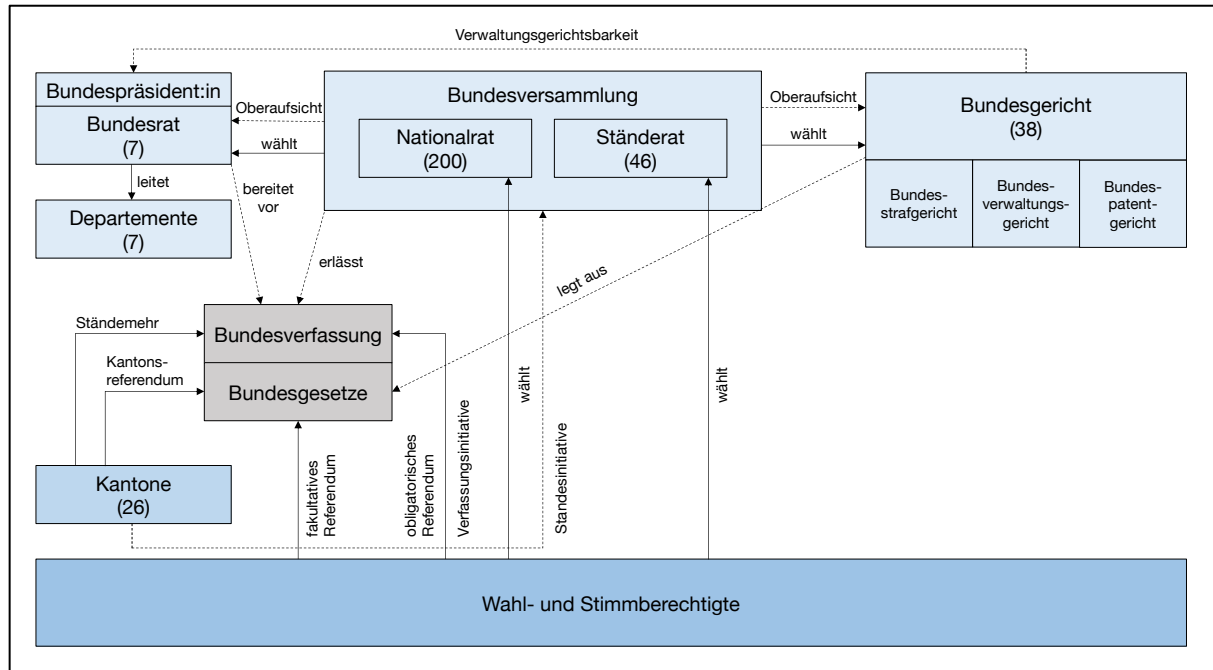 Verwaltungsgerichtsbarkeit
Bundespräsident:in
Bundesrat
(7)
Oberaufsicht
wählt
Bundesversammlung
Nationalrat
(200)
Ständerat
(46)
Oberaufsicht
wählt
Bundesgericht
(38)
Bundes-
strafgericht
Bundes-
verwaltungs-
gericht
Bundes-
patent-
gericht
leitet
bereitet
vor
Departemente
(7)
erlässt
legt aus
Ständemehr
Bundesverfassung
Kantons-
referendum
Bundesgesetze
wählt
wählt
Kantone
(26)
fakultatives
Referendum
obligatorisches
Referendum
Verfassungsinitiative
Standesinitiative
Wahl- und Stimmberechtigte